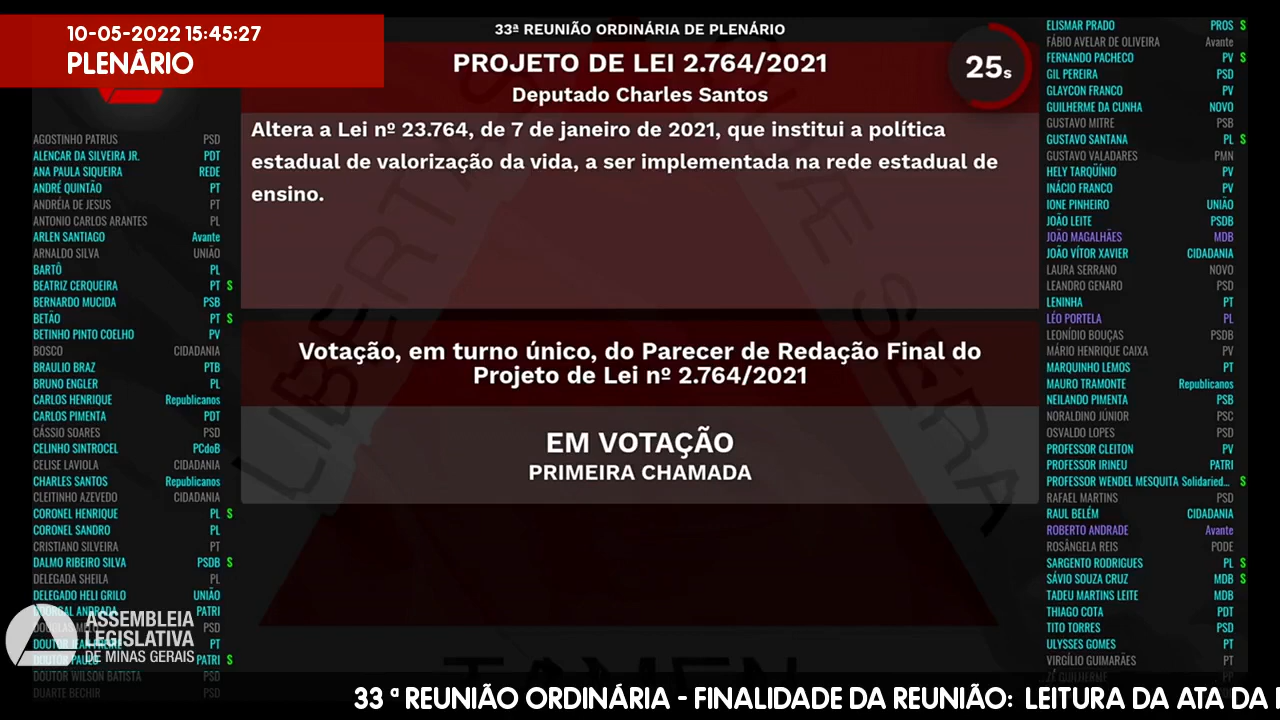 10-05-2022 15:45:27
PLENÁRIO
33ª REUNIÃO ORDINÁRIA DE PLENÁRIO
PROJETO DE LEI 2.764/2021
Deputado Charles Santos
25s
Altera a Lei nº 23.764, de 7 de janeiro de 2021, que institui a política
estadual de valorização da vida, a ser implementada na rede estadual de
ensino.
Votação, em turno único, do Parecer de Redação Final do
Projeto de Lei nº 2.764/2021
EM VOTAÇÃO
PRIMEIRA CHAMADA
AGOSTINHO PATRUS PSD
ALENCAR DA SILVEIRA JR. PDT
ANA PAULA SIQUEIRA REDE
ANDRÉ QUINTÃO PT
ANDRÉIA DE JESUS PT
ANTONIO CARLOS ARANTES PL
ARLEN SANTIAGO Avante
ARNALDO SILVA UNIÃO
BARTÔ PL
BEATRIZ CERQUEIRA PT S
BERNARDO MUCIDA PSB
BETÃO PT S
BETINHO PINTO COELHO PV
BOSCO CIDADANIA
BRAULIO BRAZ PTB
BRUNO ENGLER PL
CARLOS HENRIQUE Republicanos
CARLOS PIMENTA PDT
CÁSSIO SOARES PSD
CELINHO SINTROCEL PCdoB
CELISE LAVIOLA CIDADANIA
CHARLES SANTOS Republicanos
CLEITINHO AZEVEDO CIDADANIA
CORONEL HENRIQUE PL S
CORONEL SANDRO PL
CRISTIANO SILVEIRA PT
DALMO RIBEIRO SILVA PSDB S
DELEGADA SHEILA PL
DELEGADO HELI GRILO UNIÃO
DOORGAL ANDRADA PATRI
DOUGLAS MELO PSD
DOUTOR JEAN FREIRE PT
DOUTOR PAULO PATRI S
DOUTOR WILSON BATISTA PSD
DUARTE BECHIR PSD
ELISMAR PRADO PROS S
FÁBIO AVELAR DE OLIVEIRA Avante
FERNANDO PACHECO PV S
GIL PEREIRA PSD
GLAYCON FRANCO PV
GUILHERME DA CUNHA NOVO
GUSTAVO MITRE PSB
GUSTAVO SANTANA PL S
GUSTAVO VALADARES PMN
HELY TARQÜÍNIO PV
INÁCIO FRANCO PV
IONE PINHEIRO UNIÃO
JOÃO LEITE PSDB
JOÃO MAGALHÃES MDB
JOÃO VÍTOR XAVIER CIDADANIA
LAURA SERRANO NOVO
LEANDRO GENARO PSD
LENINHA PT
LÉO PORTELA PL
LEONÍDIO BOUÇAS PSDB
MÁRIO HENRIQUE CAIXA PV
MARQUINHO LEMOS PT
MAURO TRAMONTE Republicanos
NEILANDO PIMENTA PSB
NORALDINO JÚNIOR PSC
OSVALDO LOPES PSD
PROFESSOR CLEITON PV
PROFESSOR IRINEU PATRI
PROFESSOR WENDEL MESQUITA Solidaried... S
RAFAEL MARTINS PSD
RAUL BELÉM CIDADANIA
ROBERTO ANDRADE Avante
ROSÂNGELA REIS PODE
SARGENTO RODRIGUES PL S
SÁVIO SOUZA CRUZ MDB S
TADEU MARTINS LEITE MDB
THIAGO COTA PDT
TITO TORRES PSD
ULYSSES GOMES PT
VIRGÍLIO GUIMARÃES PT
ZÉ GUILHERME PP
ASSEMBLEIA
LEGISLATIVA
DE MINAS GERAIS
33 ª REUNIÃO ORDINÁRIA - FINALIDADE DA REUNIÃO: LEITURA DA ATA DA